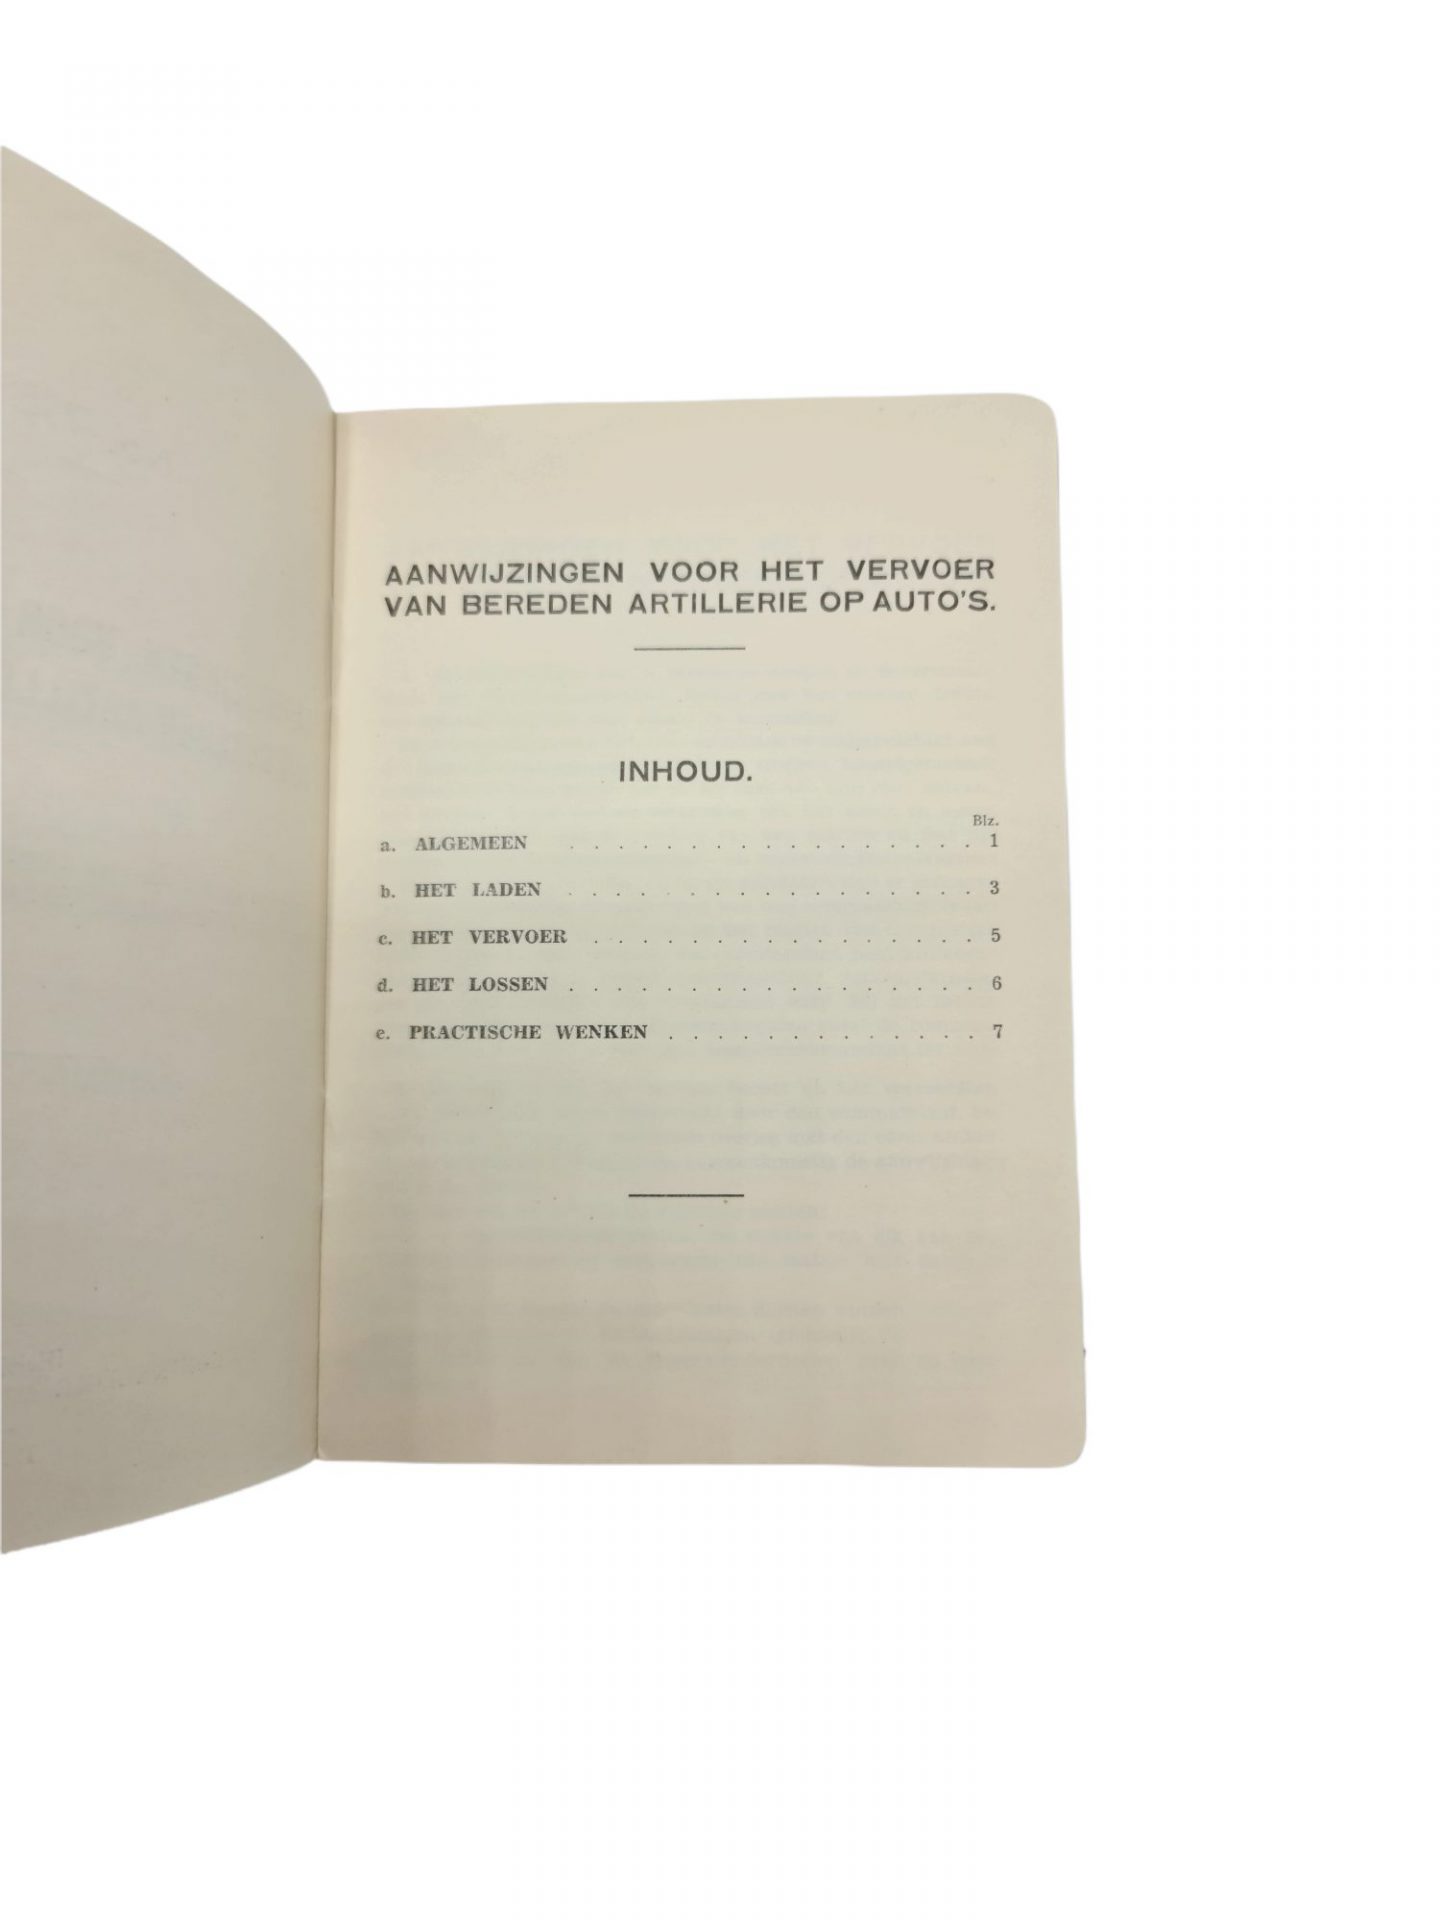 AANWIJZINGEN VOOR HET VERVOER
VAN BEREDEN ARTILLERIE OP AUTO'S.
INHOUD.
Blz.
a. ALGEMEEN . . . . . . . . . . . . . . . . . 1
b. HET LADEN . . . . . . . . . . . . . . . . . 3
c. HET VERVOER . . . . . . . . . . . . . . . . 5
d. HET LOSSEN . . . . . . . . . . . . . . . . . 6
e. PRACTISCHE WENKEN . . . . . . . . . . . . . 7